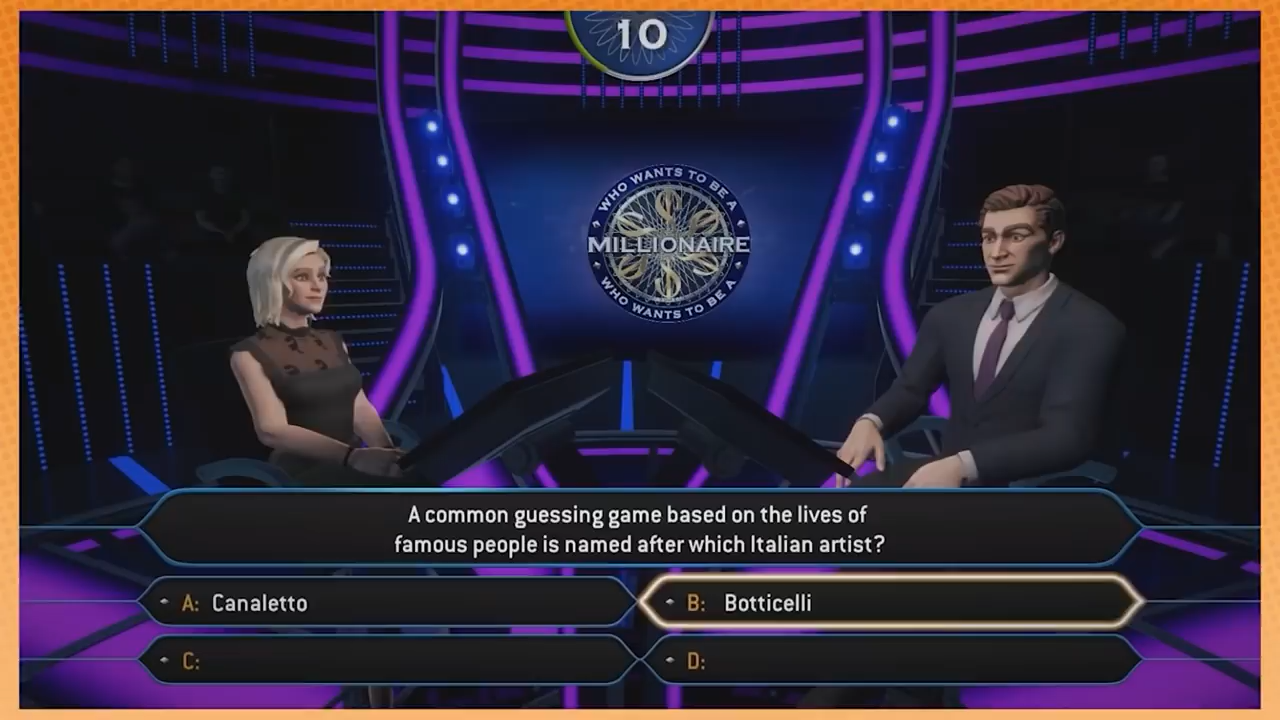 10
WHO WANTS TO BE A
MILLIONAIRE
WHO WANTS TO BE A
A common guessing game based on the lives of
famous people is named after which Italian artist?
A: Canaletto
B: Botticelli
C:
D: